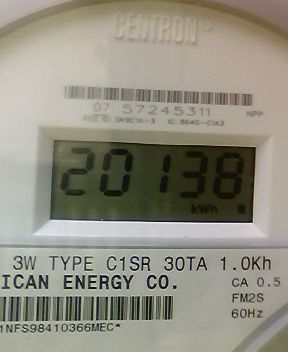 CENTRON
07 57245311 HPP
20138
kWh
3W TYPE C1SR 30TA 1.0Kh
ICAN ENERGY CO. CA 0.5
FM2S
60Hz
1NFS98410366MEC*